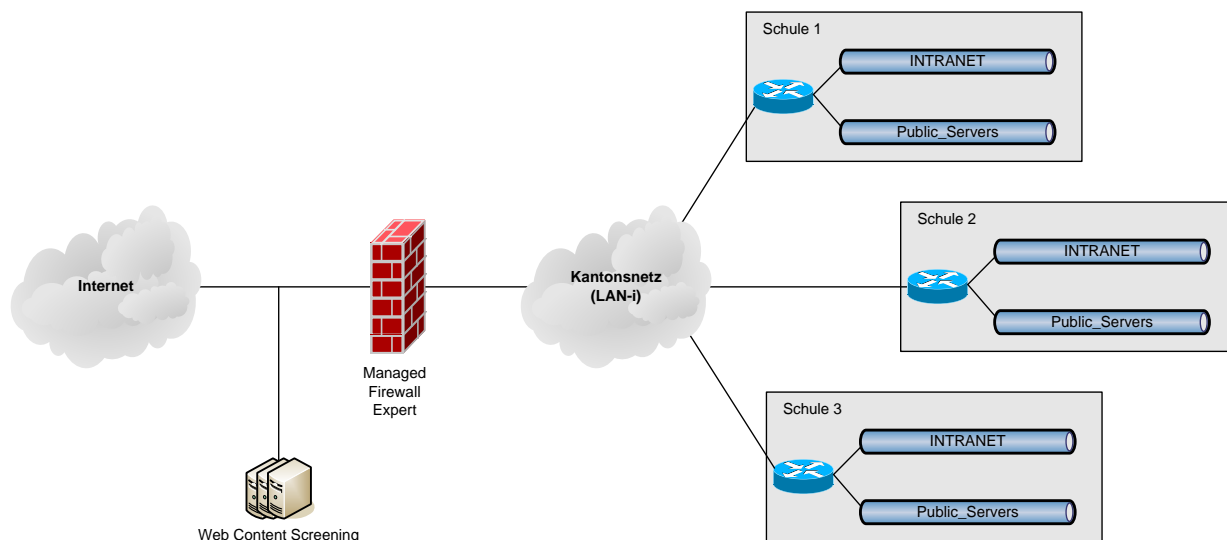 Schule 1
INTRANET
Public_Servers
Schule 2
INTRANET
Public_Servers
Internet
Kantonsnetz
(LAN-i)
Managed
Firewall
Expert
Schule 3
INTRANET
Public_Servers
Web Content Screening